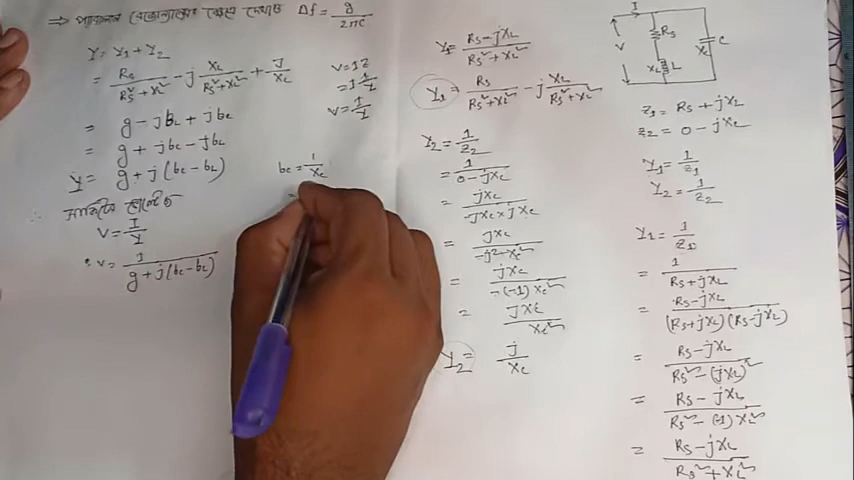 ⇒ প্যারালাল রেজোন্যান্সের ক্ষেত্রে দেখাও Δf = g/2πC
Y = Y₁ + Y₂
= Rs/(Rs² + XL²) - j XL/(Rs² + XL²) + j/Xc
= g - jbL + jbc
= g + jbc - jbL
Y = g + j(bc - bL)
∴
V = I/Y
∴ V = I/(g + j(bc - bL))
V = IZ
= I 1/Y
V = I/Y
bc = 1/Xc
=
Y₁ = (Rs - jXL)/(Rs² + XL²)
Y₁ = Rs/(Rs² + XL²) - j XL/(Rs² + XL²)
Y₂ = 1/Z₂
= 1/(0 - jXc)
= jXc/(-jXc × jXc)
= jXc/(-j² - Xc²)
= jXc/(-(-1)Xc²)
= jXc/Xc²
Y₂ = j/Xc
I
Rs
V
Xc
C
XL
L
Z₁ = Rs + jXL
Z₂ = 0 - jXc
Y₁ = 1/Z₁
Y₂ = 1/Z₂
Y₁ = 1/Z₁
= 1/(Rs + jXL)
= (Rs - jXL)/((Rs + jXL)(Rs - jXL))
= (Rs - jXL)/(Rs² - (jXL)²)
= (Rs - jXL)/(Rs² - (-1)XL²)
= (Rs - jXL)/(Rs² + XL²)